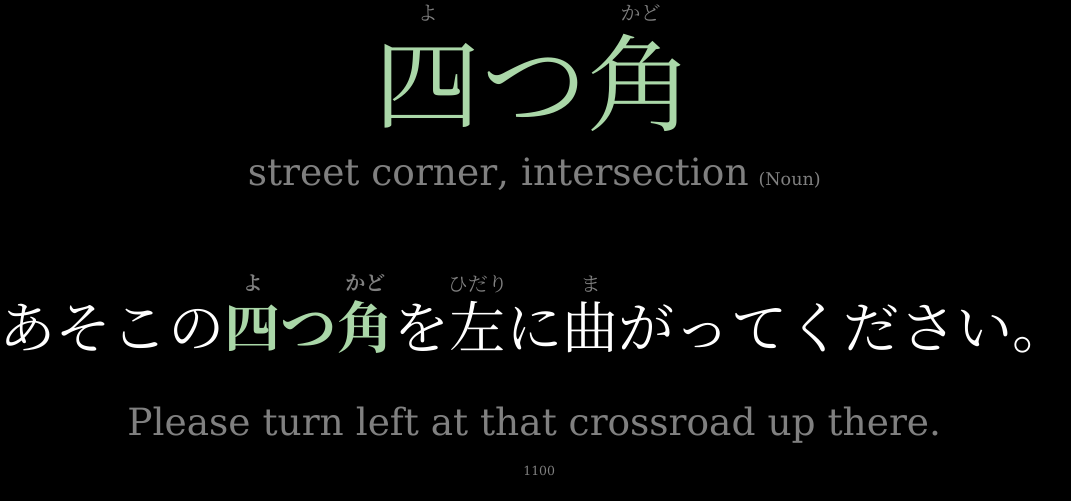 よ かど
四つ角
street corner, intersection (Noun)
よ かど ひだり ま
あそこの四つ角を左に曲がってください。
Please turn left at that crossroad up there.
1100